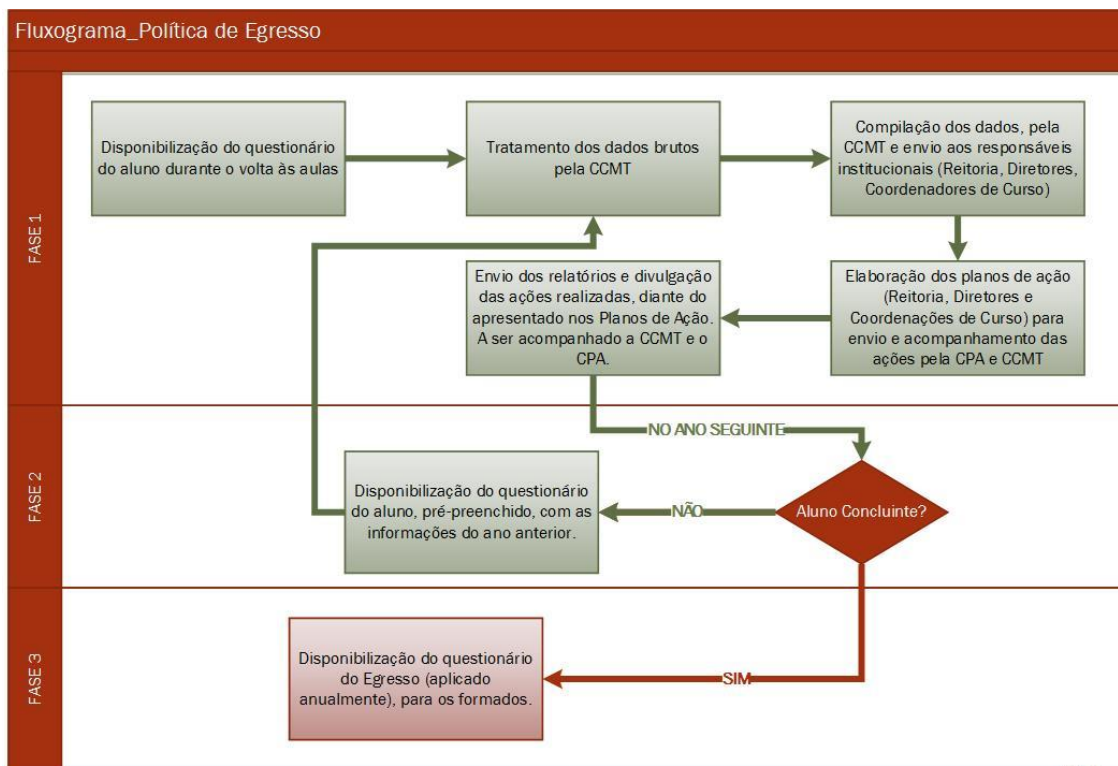 Fluxograma_Política de Egresso
FASE 1
Disponibilização do questionário
do aluno durante o volta às aulas
Tratamento dos dados brutos
pela CCMT
Compilação dos dados, pela
CCMT e envio aos responsáveis
institucionais (Reitoria, Diretores,
Coordenadores de Curso)
Envio dos relatórios e divulgação
das ações realizadas, diante do
apresentado nos Planos de Ação.
A ser acompanhado a CCMT e o
CPA.
Elaboração dos planos de ação
(Reitoria, Diretores e
Coordenações de Curso) para
envio e acompanhamento das
ações pela CPA e CCMT
FASE 2
NO ANO SEGUINTE
Disponibilização do questionário
do aluno, pré-preenchido, com as
informações do ano anterior.
NÃO
Aluno Concluinte?
FASE 3
Disponibilização do questionário
do Egresso (aplicado
anualmente), para os formados.
SIM